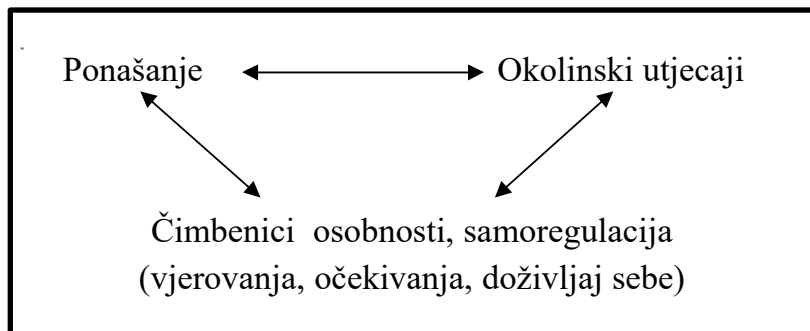 Ponašanje Okolinski utjecaji
Čimbenici osobnosti, samoregulacija
(vjerovanja, očekivanja, doživljaj sebe)